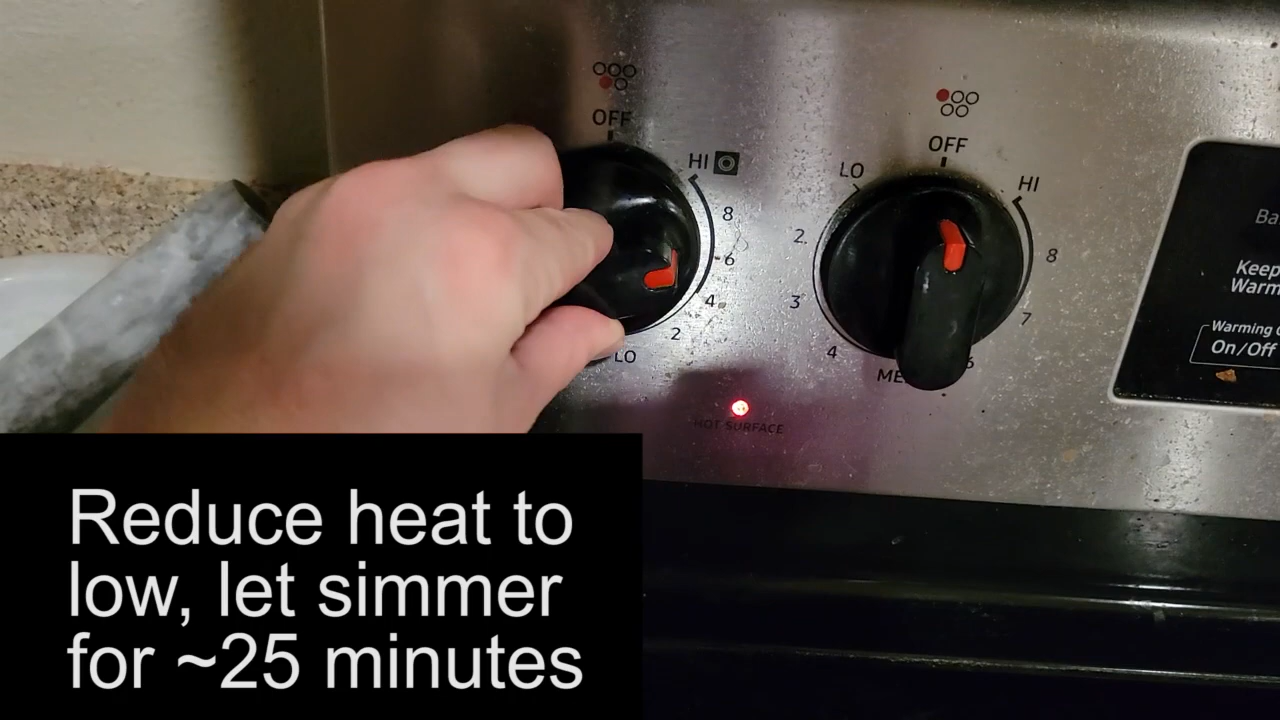 OFF
HI
8
6
4
2
LO
OFF
LO
HI
2
8
3
7
4
HOT SURFACE
Keep
Warm
Warming
On/Off
Reduce heat to
low, let simmer
for ~25 minutes